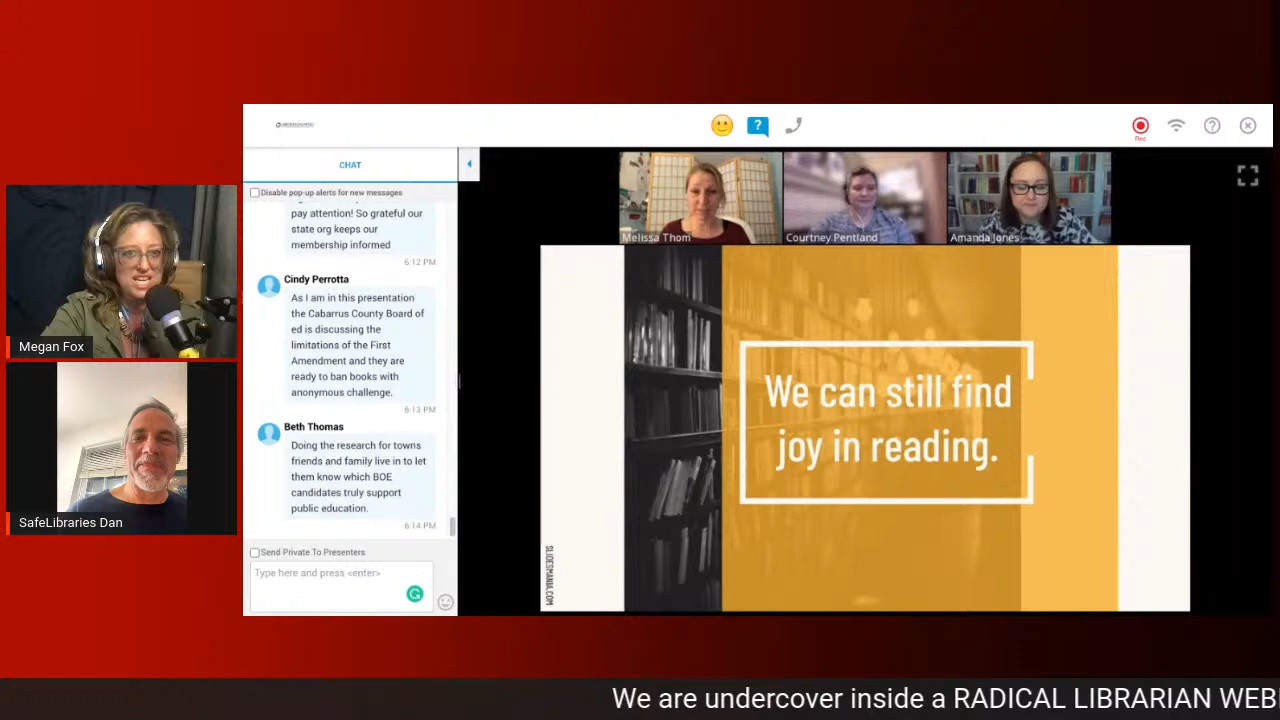 CHAT
Disable pop-up alerts for new messages
pay attention! So grateful our
state org keeps our
membership informed
6:12 PM
Cindy Perrotta
As I am in this presentation
the Cabarrus County Board of
ed is discussing the
limitations of the First
Amendment and they are
ready to ban books with
anonymous challenge.
6:13 PM
Beth Thomas
Doing the research for towns
friends and family live in to let
them know which BOE
candidates truly support
public education.
6:14 PM
Send Private To Presenters
Type here and press <enter>
Rec
Melissa Thom
Courtney Pentland
Amanda Jones
We can still find
joy in reading.
SLIDESMANIA.COM
Megan Fox
SafeLibraries Dan
We are undercover inside a RADICAL LIBRARIAN WEB